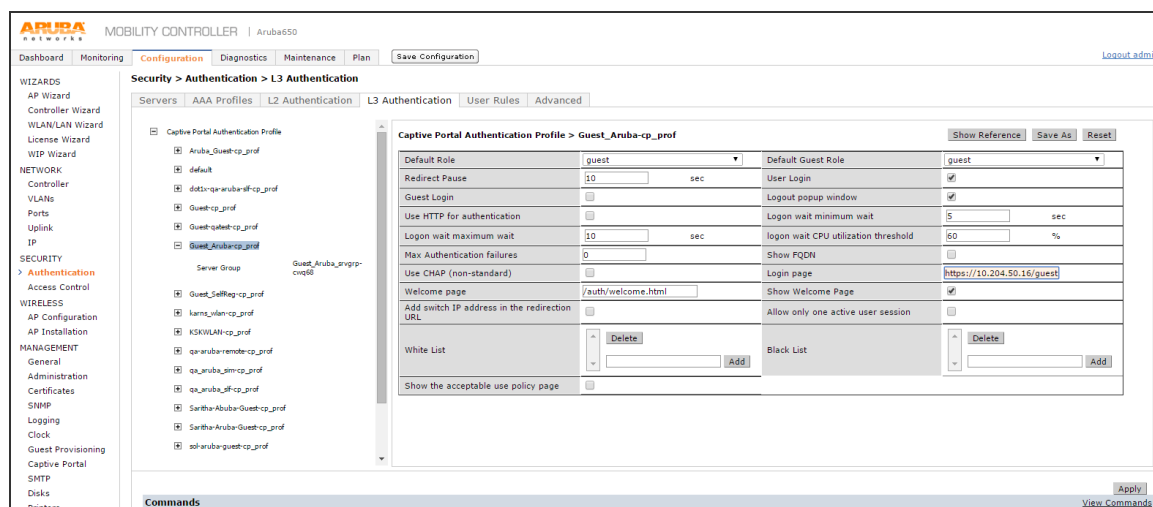 ARUBA
networks
MOBILITY CONTROLLER | Aruba650
Dashboard Monitoring Configuration Diagnostics Maintenance Plan Save Configuration
Logout admi
WIZARDS
AP Wizard
Controller Wizard
WLAN/LAN Wizard
License Wizard
WIP Wizard
NETWORK
Controller
VLANs
Ports
Uplink
IP
SECURITY
> Authentication
Access Control
WIRELESS
AP Configuration
AP Installation
MANAGEMENT
General
Administration
Certificates
SNMP
Logging
Clock
Guest Provisioning
Captive Portal
SMTP
Disks
Security > Authentication > L3 Authentication
Servers AAA Profiles L2 Authentication L3 Authentication User Rules Advanced
Captive Portal Authentication Profile
Aruba_Guest-cp_prof
default
dot1x-qa-aruba-slf-cp_prof
Guest-cp_prof
Guest-qatest-cp_prof
Guest_Aruba-cp_prof
Server Group
Guest_Aruba_srvgrp-
cwq68
Guest_SelfReg-cp_prof
karns_wlan-cp_prof
KSKWLAN-cp_prof
qa-aruba-remote-cp_prof
qa_aruba_sim-cp_prof
qa_aruba_slf-cp_prof
Saritha-Abuba-Guest-cp_prof
Saritha-Aruba-Guest-cp_prof
sol-aruba-guest-cp_prof
Captive Portal Authentication Profile > Guest_Aruba-cp_prof
Show Reference Save As Reset
Default Role guest Default Guest Role guest
Redirect Pause 10 sec User Login
Guest Login Logout popup window
Use HTTP for authentication Logon wait minimum wait 5 sec
Logon wait maximum wait 10 sec logon wait CPU utilization threshold 60 %
Max Authentication failures 0 Show FQDN
Use CHAP (non-standard) Login page https://10.204.50.16/guest
Welcome page /auth/welcome.html Show Welcome Page
Add switch IP address in the redirection
URL
Allow only one active user session
White List Delete Add Black List Delete Add
Show the acceptable use policy page
Apply
Commands View Commands